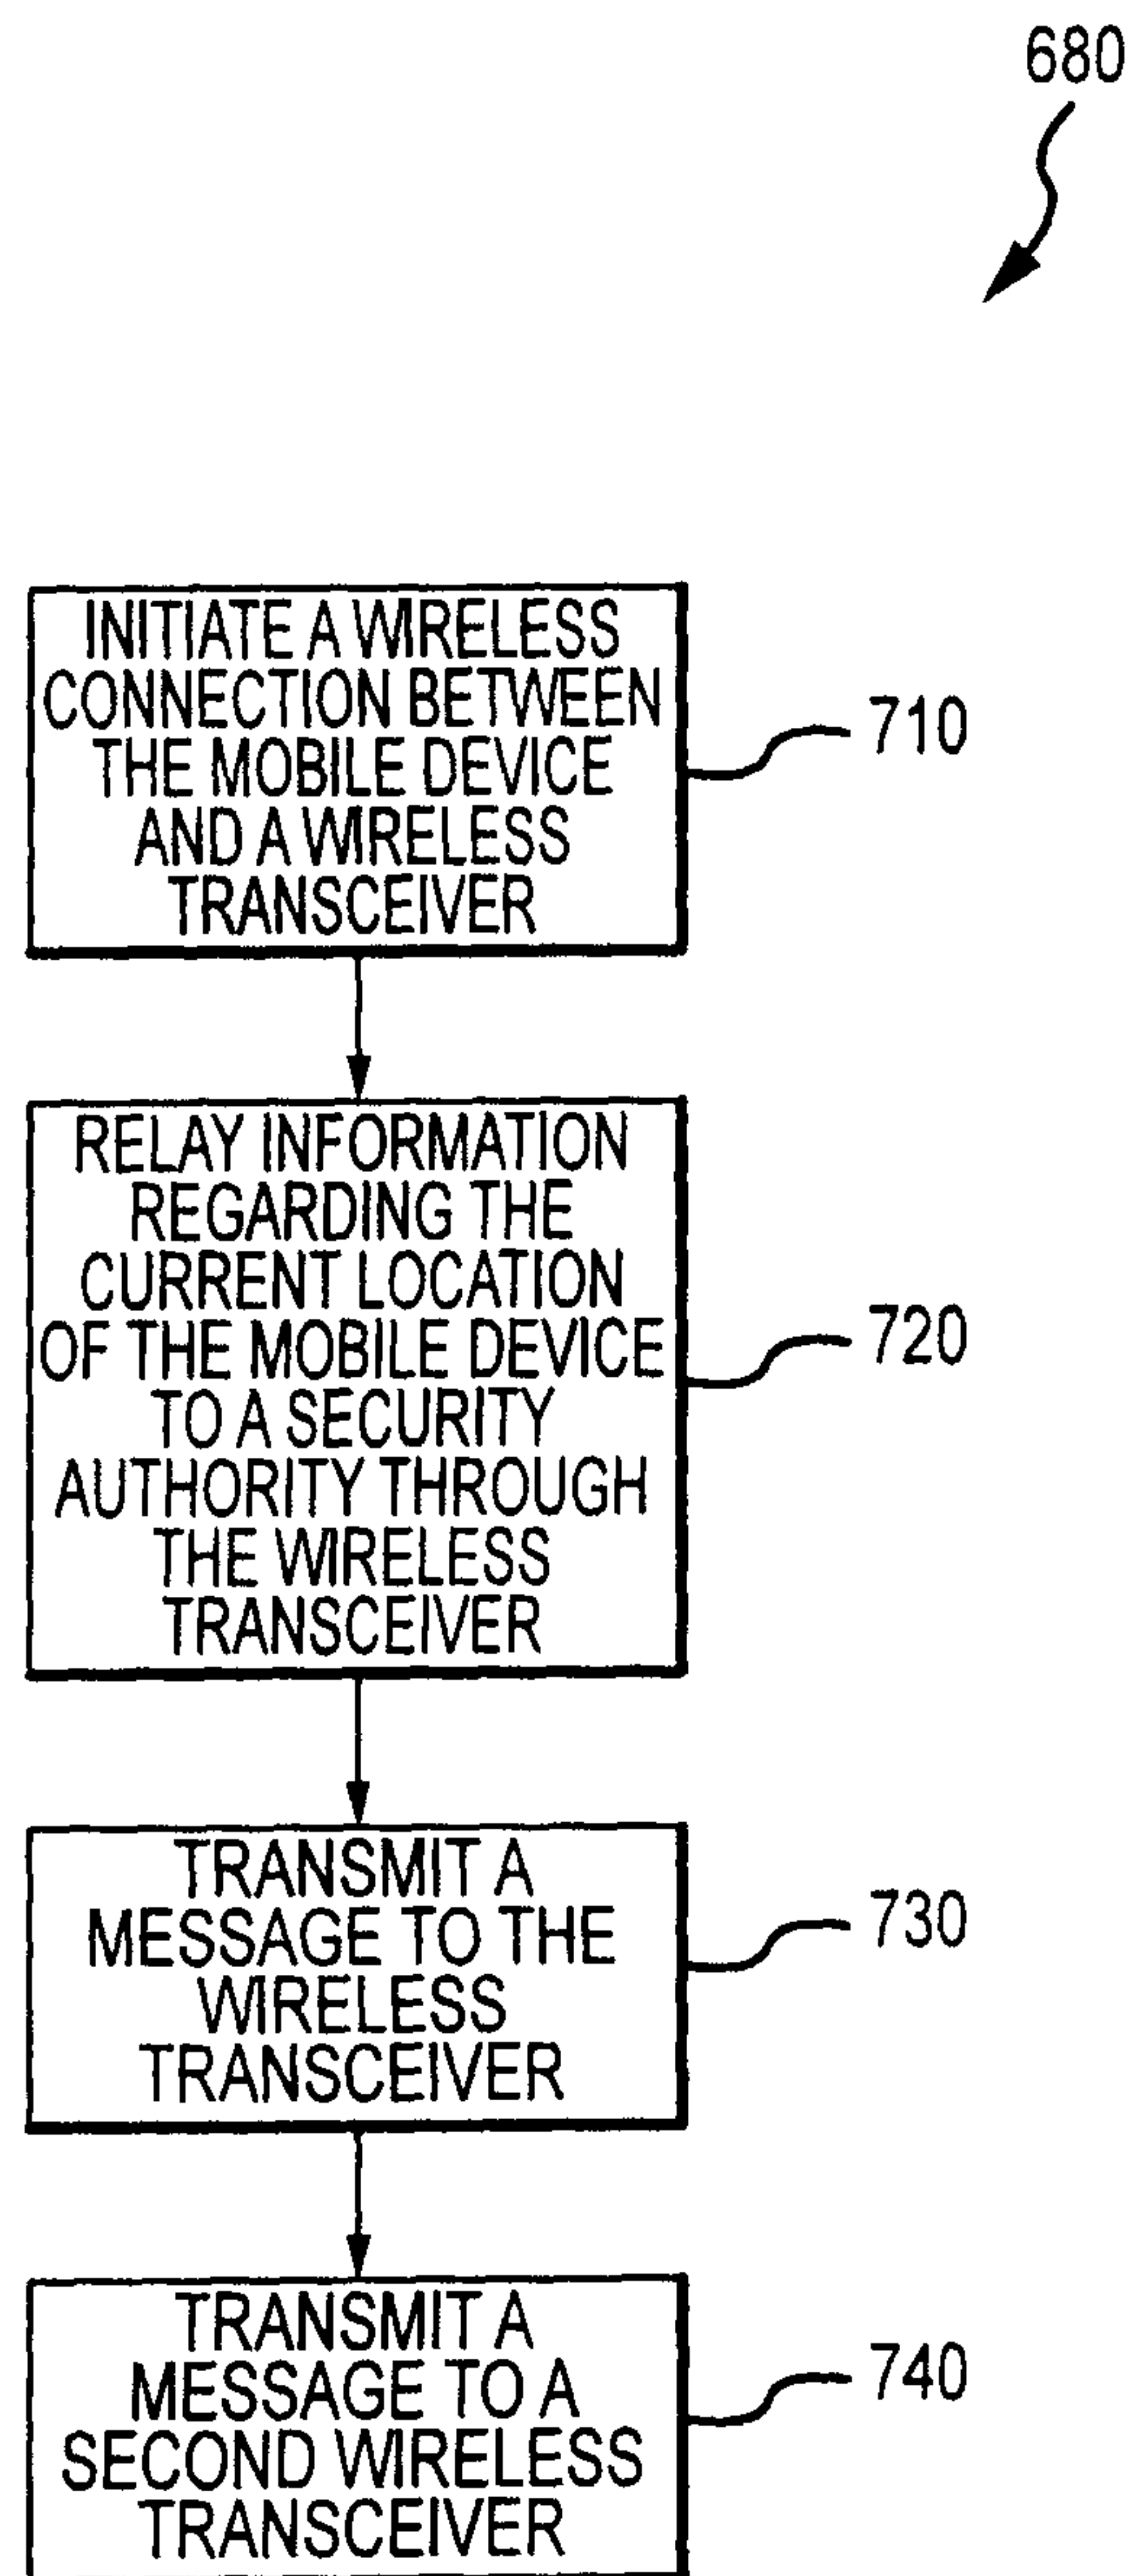 680
INITIATE A WIRELESS
CONNECTION BETWEEN
THE MOBILE DEVICE
AND A WIRELESS
TRANSCEIVER
710
RELAY INFORMATION
REGARDING THE
CURRENT LOCATION
OF THE MOBILE DEVICE
TO A SECURITY
AUTHORITY THROUGH
THE WIRELESS
TRANSCEIVER
720
TRANSMIT A
MESSAGE TO THE
WIRELESS
TRANSCEIVER
730
TRANSMIT A
MESSAGE TO A
SECOND WIRELESS
TRANSCEIVER
740